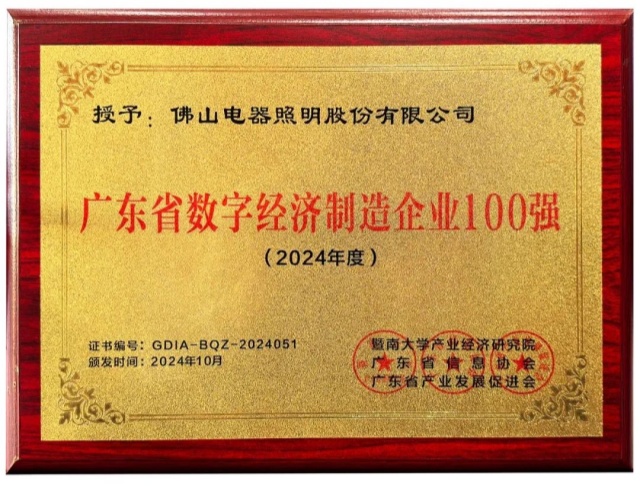 授予：佛山电器照明股份有限公司
广东省数字经济制造企业100强
（2024年度）
证书编号：GDIA-BQZ-2024051
颁发时间：2024年10月
暨南大学产业经济研究院
广东省信息协会
广东省产业发展促进会